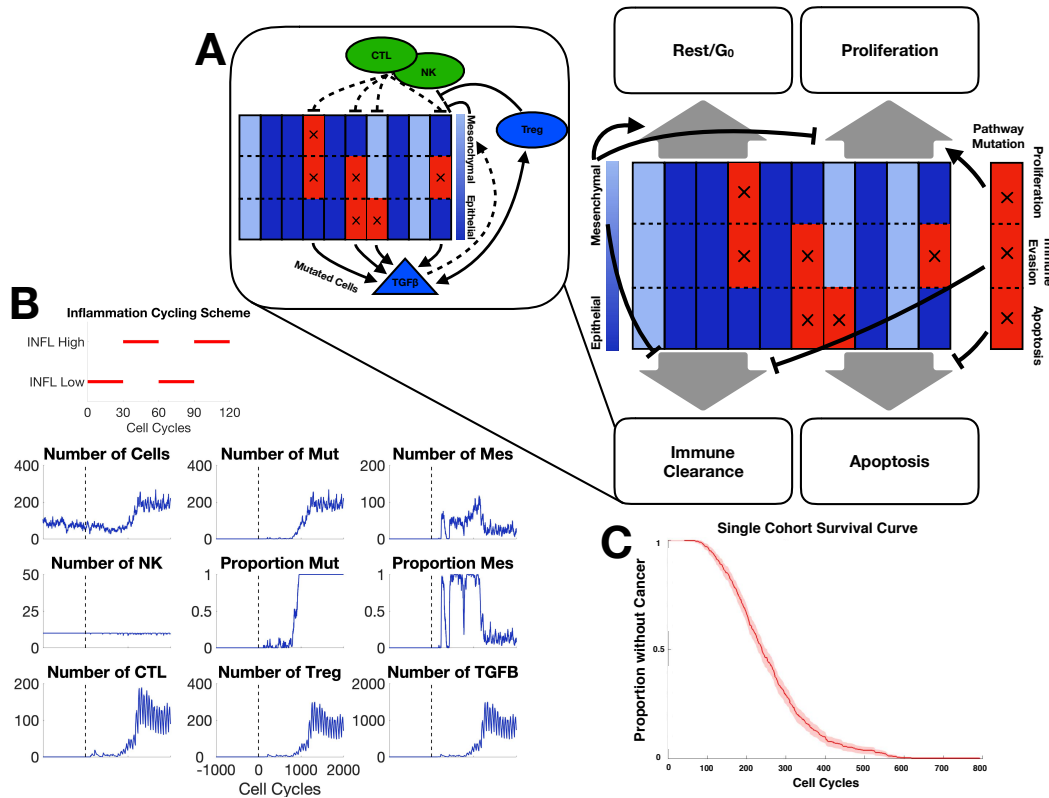 A
CTL
NK
Treg
Mesenchymal
Epithelial
Mutated Cells
TGFβ
Rest/G₀
Proliferation
Pathway
Mutation
Mesenchymal
Epithelial
Proliferation
Immune
Evasion
Apoptosis
Immune
Clearance
Apoptosis
B
Inflammation Cycling Scheme
INFL High
INFL Low
0 30 60 90 120
Cell Cycles
Number of Cells
400
200
0
Number of Mut
400
200
0
Number of Mes
200
100
0
Number of NK
50
25
0
Proportion Mut
1
0.5
0
Proportion Mes
1
0.5
0
Number of CTL
200
100
0
Number of Treg
400
200
0
-1000 0 1000 2000
Cell Cycles
Number of TGFB
2000
1000
0
C
Single Cohort Survival Curve
Proportion without Cancer
1
0.5
0
0 100 200 300 400 500 600 700 800
Cell Cycles